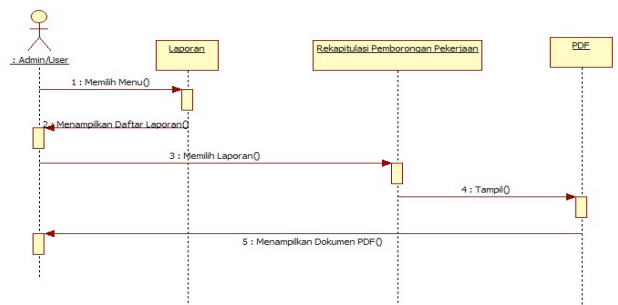 : Admin/User
Laporan
Rekapitulasi Pemborongan Pekerjaan
PDF
1 : Memilih Menu()
2 : Menampilkan Daftar Laporan()
3 : Memilih Laporan()
4 : Tampil()
5 : Menampilkan Dokumen PDF()